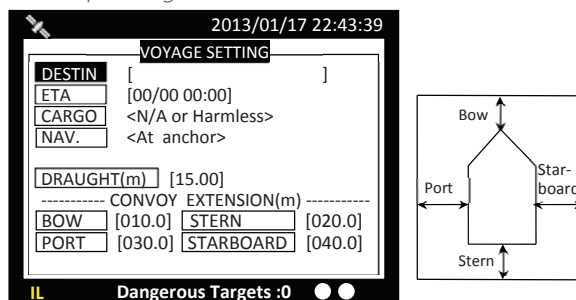 2013/01/17 22:43:39
VOYAGE SETTING
DESTIN [ ]
ETA [00/00 00:00]
CARGO <N/A or Harmless>
NAV. <At anchor>
DRAUGHT(m) [15.00]
---------- CONVOY EXTENSION(m) ----------
BOW [010.0] STERN [020.0]
PORT [030.0] STARBOARD [040.0]
IL Dangerous Targets :0
Bow
Port
Star-
board
Stern